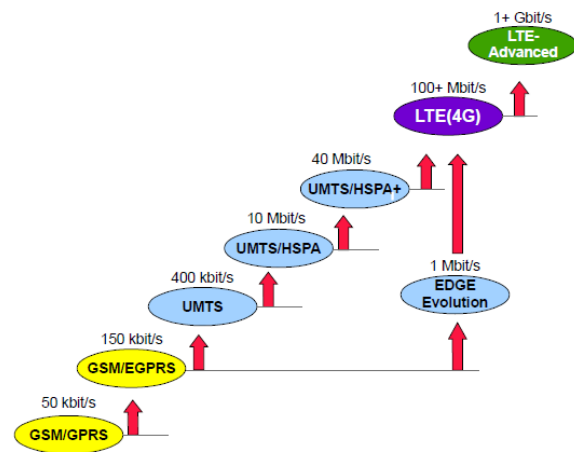 1+ Gbit/s
LTE-
Advanced
100+ Mbit/s
LTE(4G)
40 Mbit/s
UMTS/HSPA+
10 Mbit/s
UMTS/HSPA
1 Mbit/s
EDGE
Evolution
400 kbit/s
UMTS
150 kbit/s
GSM/EGPRS
50 kbit/s
GSM/GPRS